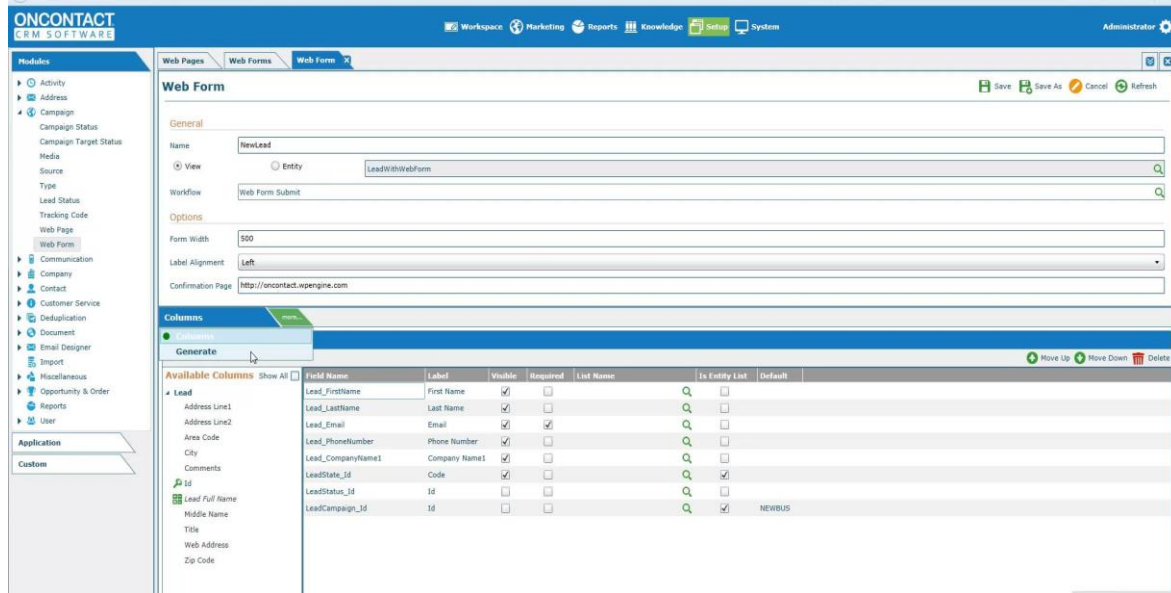 ONCONTACT
CRM SOFTWARE
Workspace Marketing Reports Knowledge Setup System
Administrator
Modules
Activity
Address
Campaign
Campaign Status
Campaign Target Status
Media
Source
Type
Lead Status
Tracking Code
Web Page
Web Form
Communication
Company
Contact
Customer Service
Deduplication
Document
Email Designer
Import
Miscellaneous
Opportunity & Order
Reports
User
Application
Custom
Web Pages Web Forms Web Form X
Web Form
Save Save As Cancel Refresh
General
Name NewLead
View Entity LeadWithWebForm
Workflow Web Form Submit
Options
Form Width 500
Label Alignment Left
Confirmation Page http://oncontact.wpengine.com
Columns more...
Columns
Generate
Move Up Move Down Delete
Available Columns Show All
Lead
Address Line1
Address Line2
Area Code
City
Comments
Id
Lead Full Name
Middle Name
Title
Web Address
Zip Code
Field Name Label Visible Required List Name Is Entity List Default
Lead_FirstName First Name
Lead_LastName Last Name
Lead_Email Email
Lead_PhoneNumber Phone Number
Lead_CompanyName1 Company Name1
LeadState_Id Code
LeadStatus_Id Id
LeadCampaign_Id Id NEWBUS